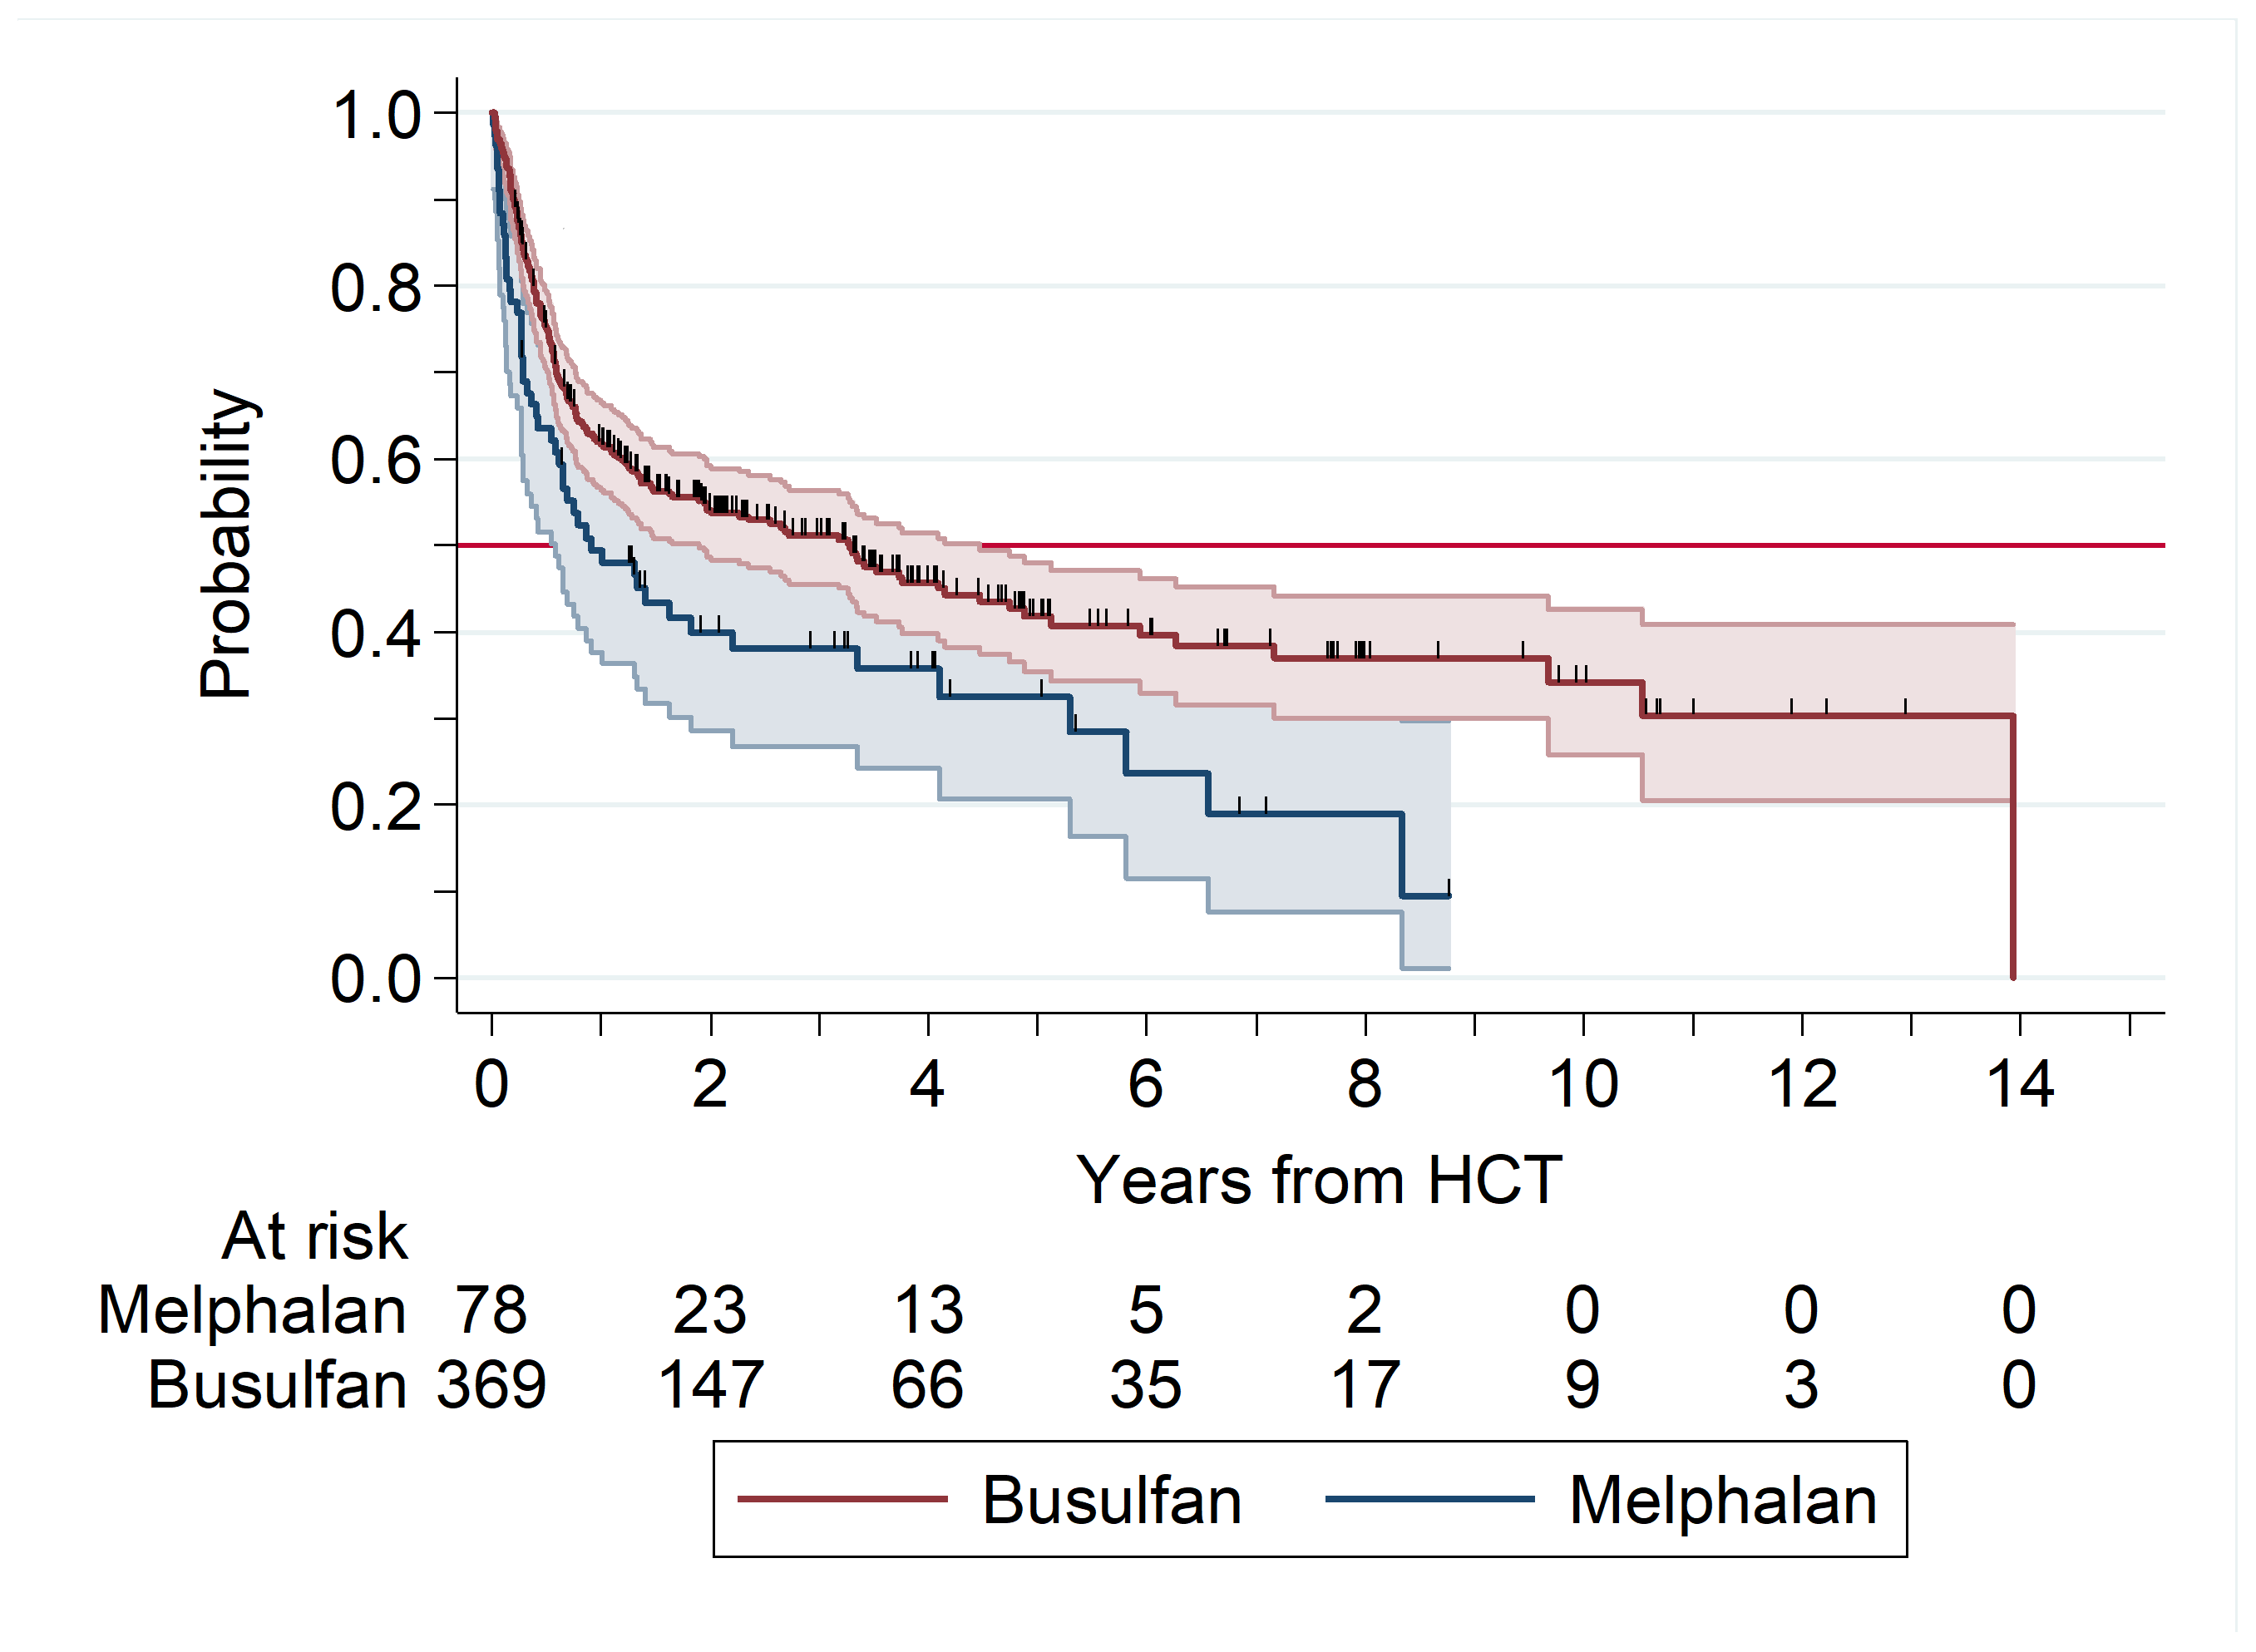 Probability
1.0
0.8
0.6
0.4
0.2
0.0
0 2 4 6 8 10 12 14
Years from HCT
At risk
Melphalan 78 23 13 5 2 0 0 0
Busulfan 369 147 66 35 17 9 3 0
Busulfan Melphalan